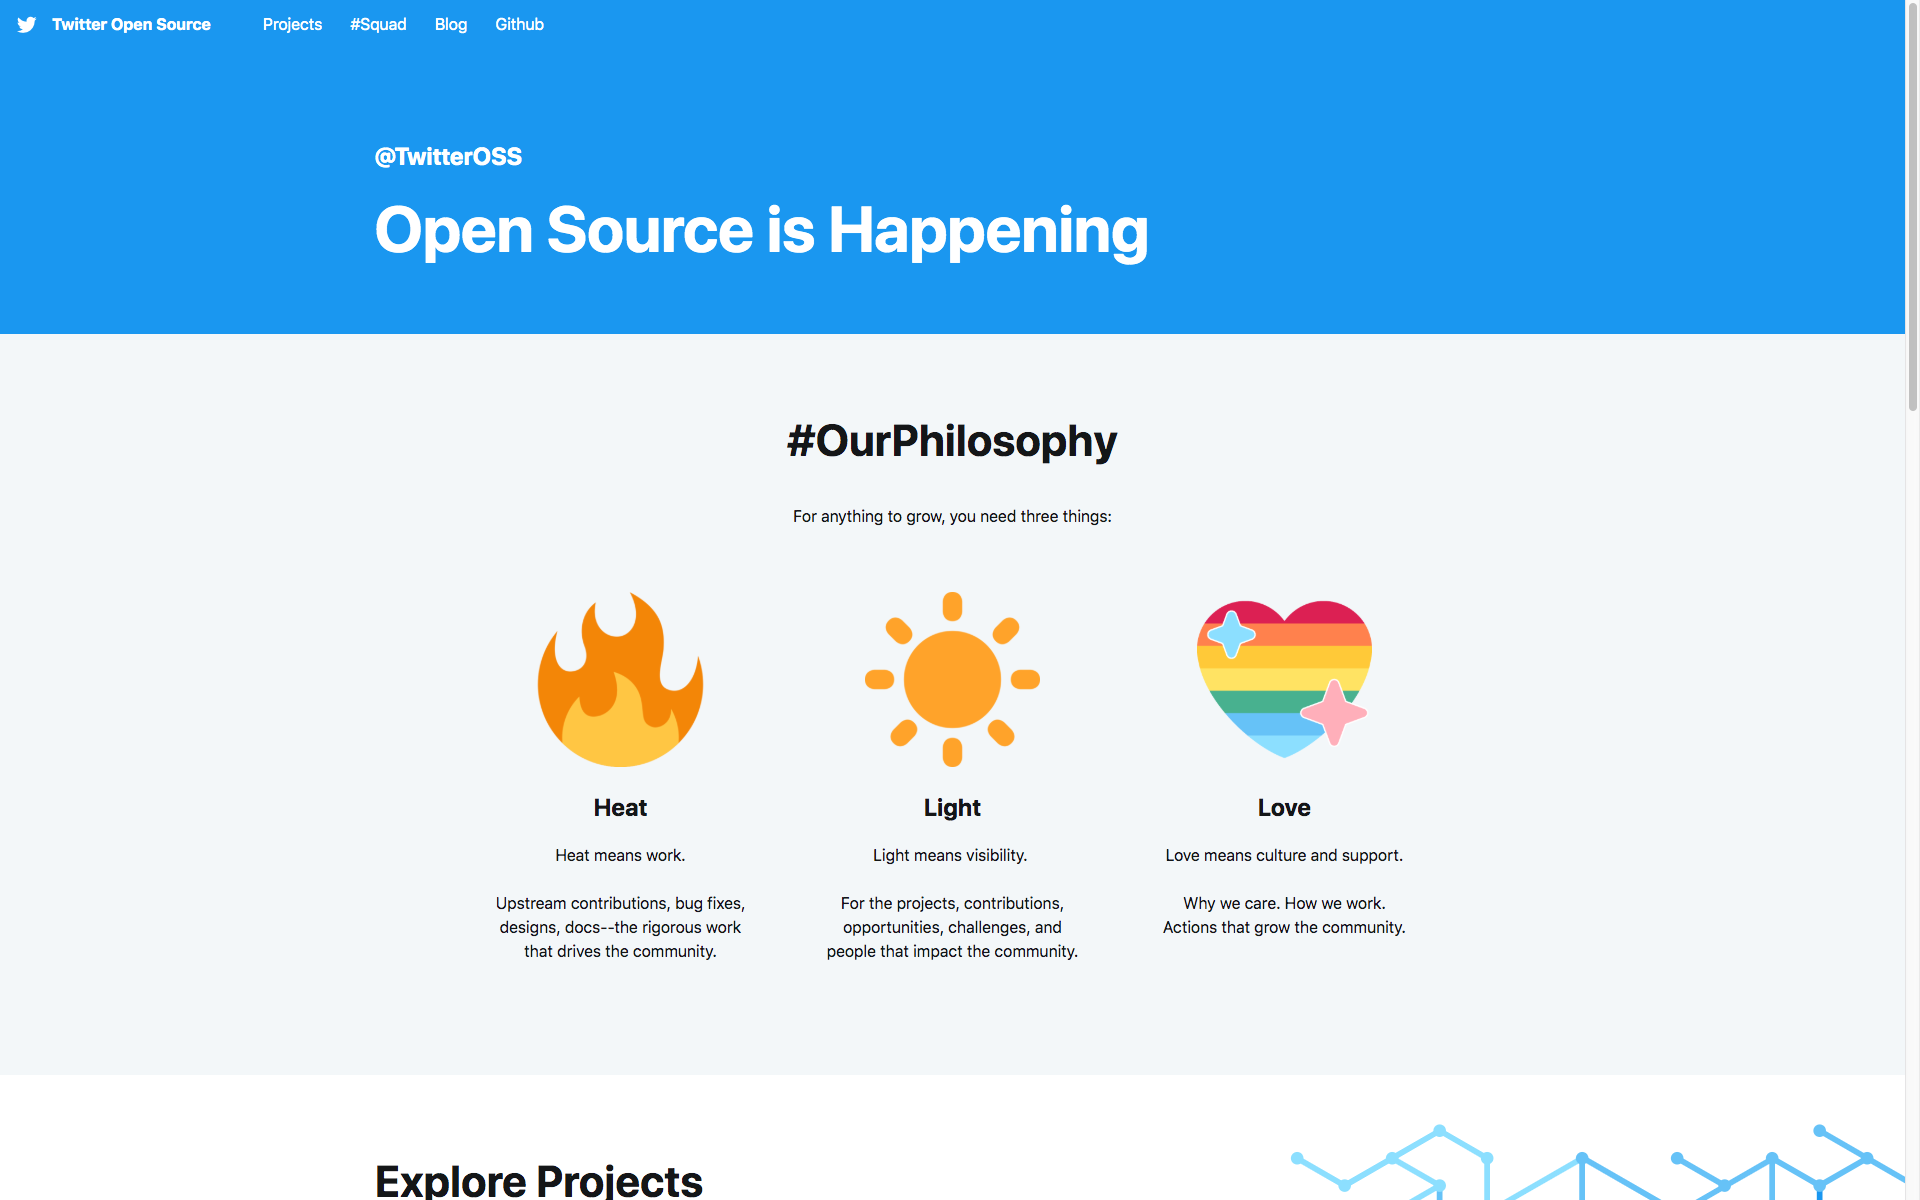 Twitter Open Source Projects #Squad Blog Github
@TwitterOSS
Open Source is Happening
#OurPhilosophy
For anything to grow, you need three things:
Heat
Heat means work.
Upstream contributions, bug fixes,
designs, docs--the rigorous work
that drives the community.
Light
Light means visibility.
For the projects, contributions,
opportunities, challenges, and
people that impact the community.
Love
Love means culture and support.
Why we care. How we work.
Actions that grow the community.
Explore Projects